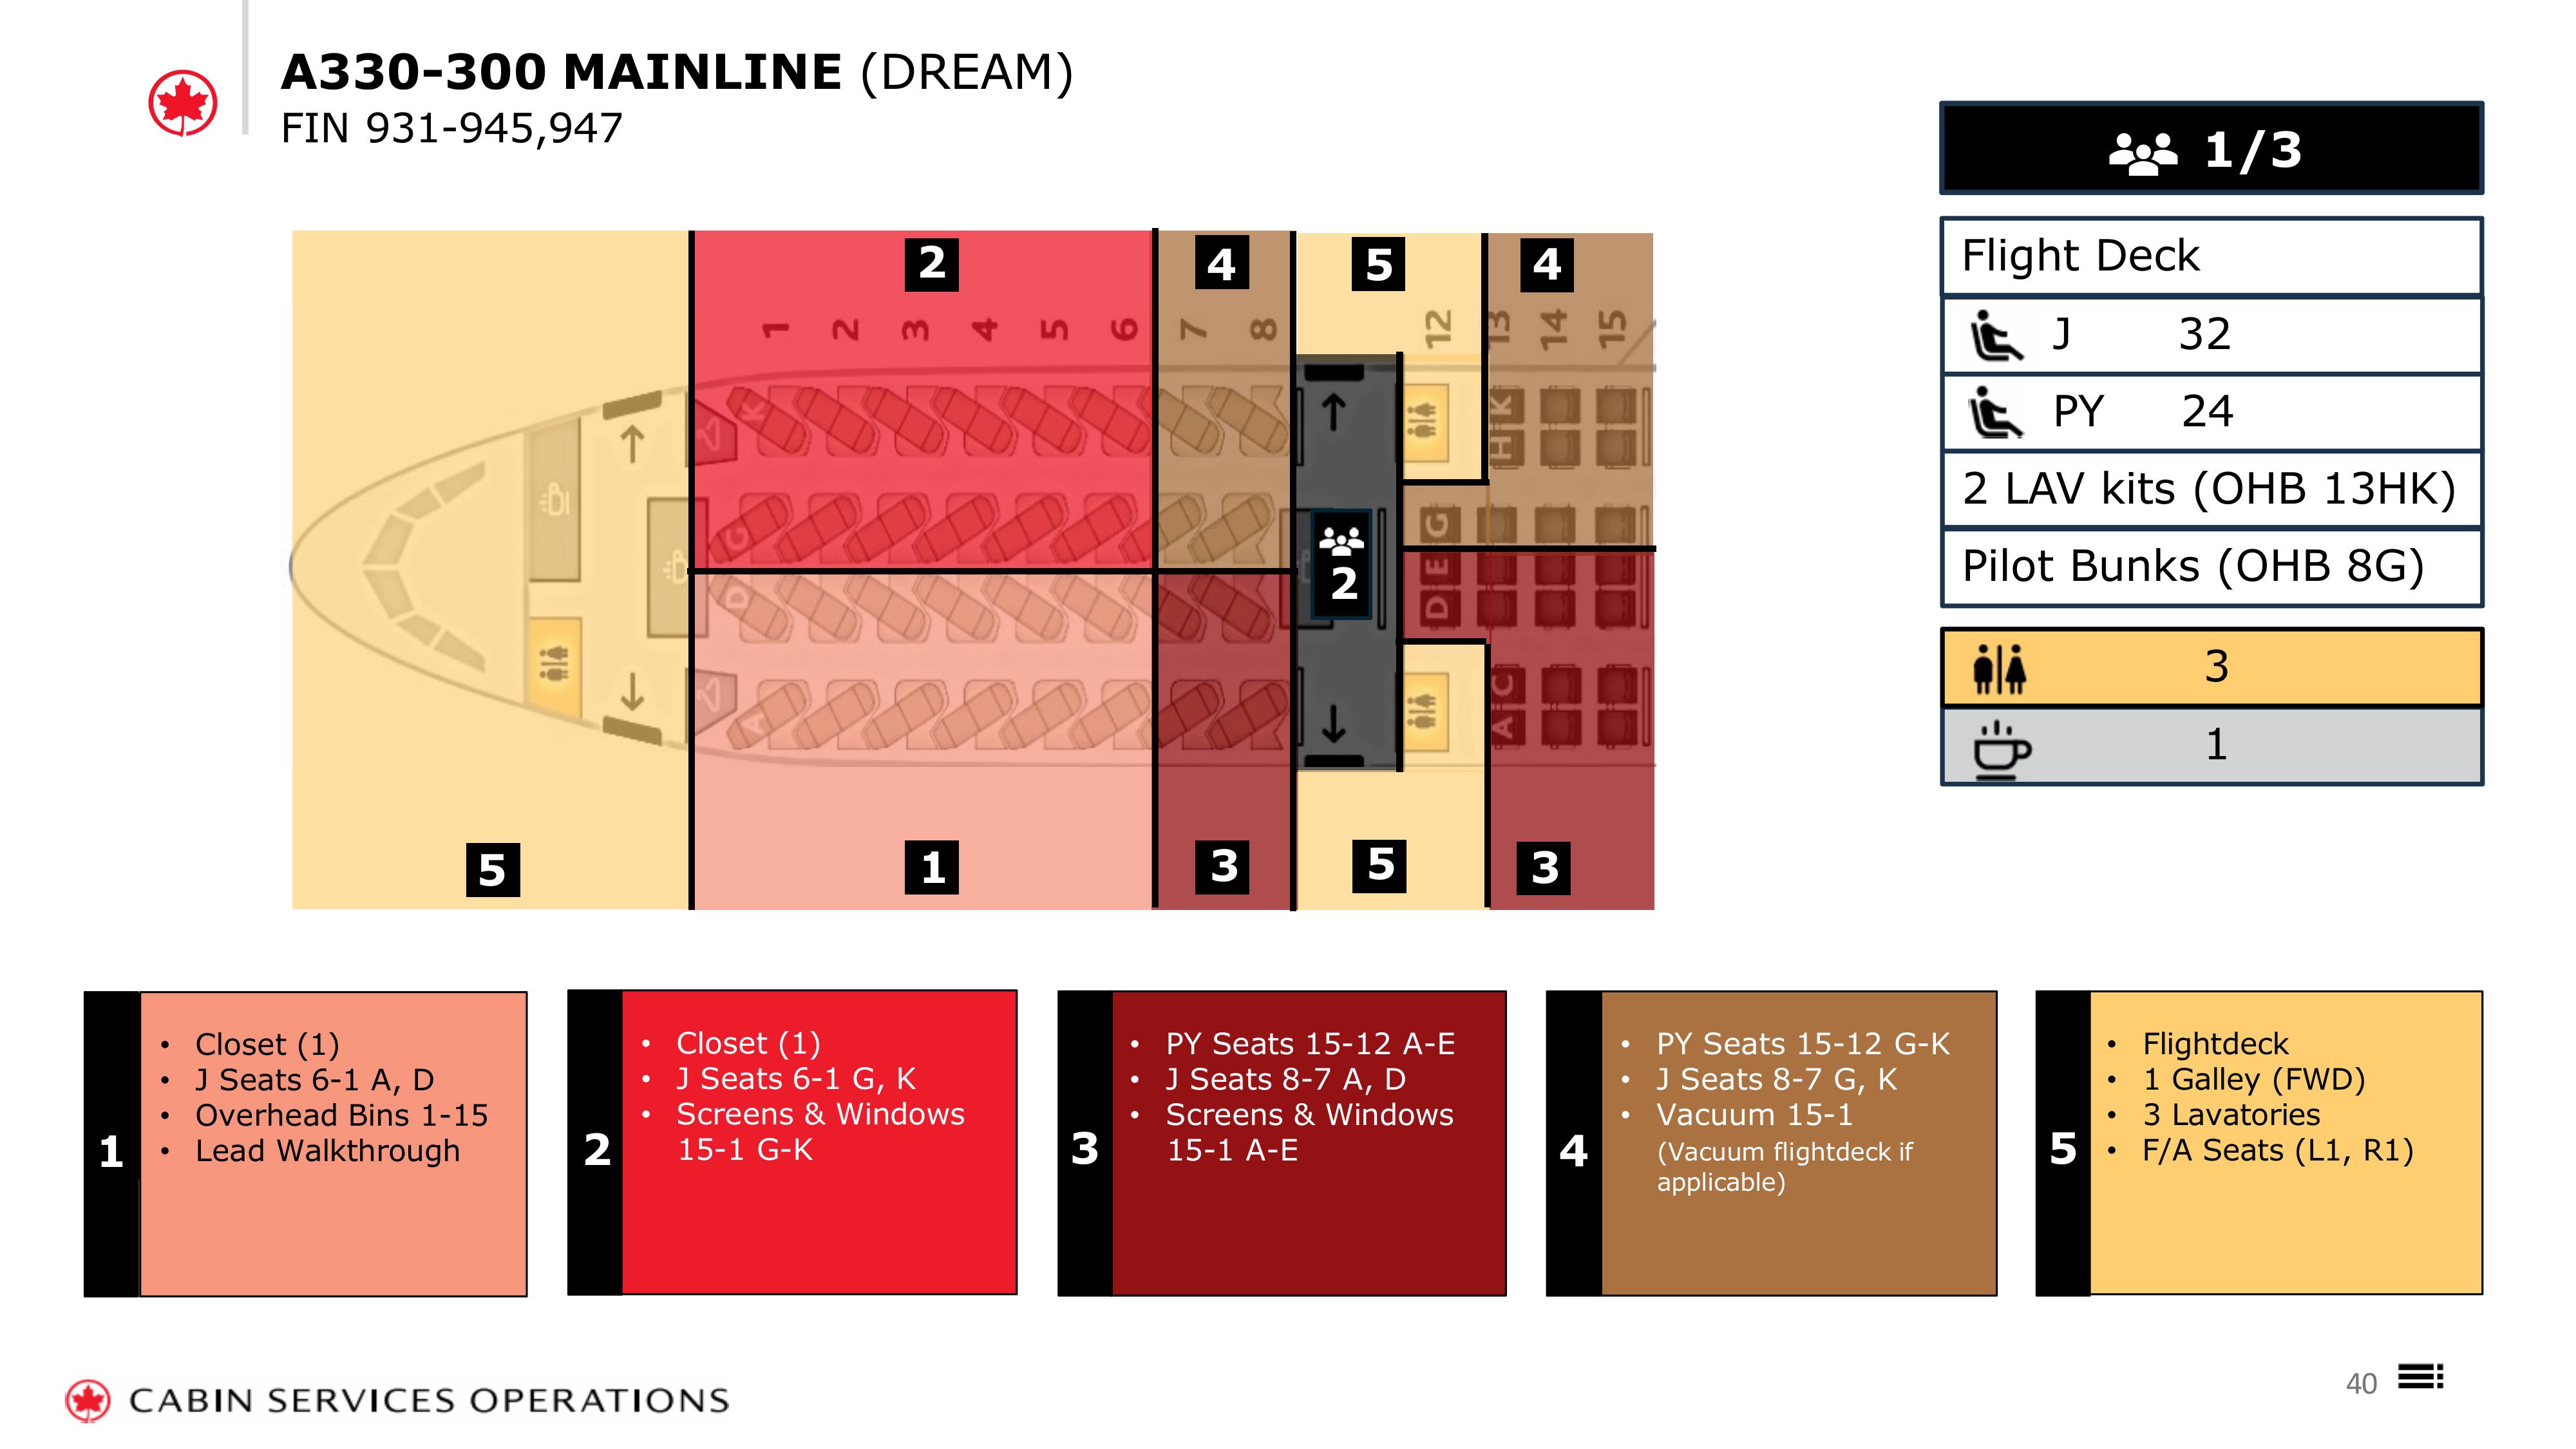 A330-300 MAINLINE (DREAM)
FIN 931-945,947
1/3
Flight Deck
J 32
PY 24
2 LAV kits (OHB 13HK)
Pilot Bunks (OHB 8G)
3
1
2 4 5 4
1 2 3 4 5 6 7 8 12 13 14 15
K H K
G G
2
D D E
A A C
5 1 3 5 3
1
• Closet (1)
• J Seats 6-1 A, D
• Overhead Bins 1-15
• Lead Walkthrough
2
• Closet (1)
• J Seats 6-1 G, K
• Screens & Windows
15-1 G-K
3
• PY Seats 15-12 A-E
• J Seats 8-7 A, D
• Screens & Windows
15-1 A-E
4
• PY Seats 15-12 G-K
• J Seats 8-7 G, K
• Vacuum 15-1
(Vacuum flightdeck if
applicable)
5
• Flightdeck
• 1 Galley (FWD)
• 3 Lavatories
• F/A Seats (L1, R1)
CABIN SERVICES OPERATIONS
40